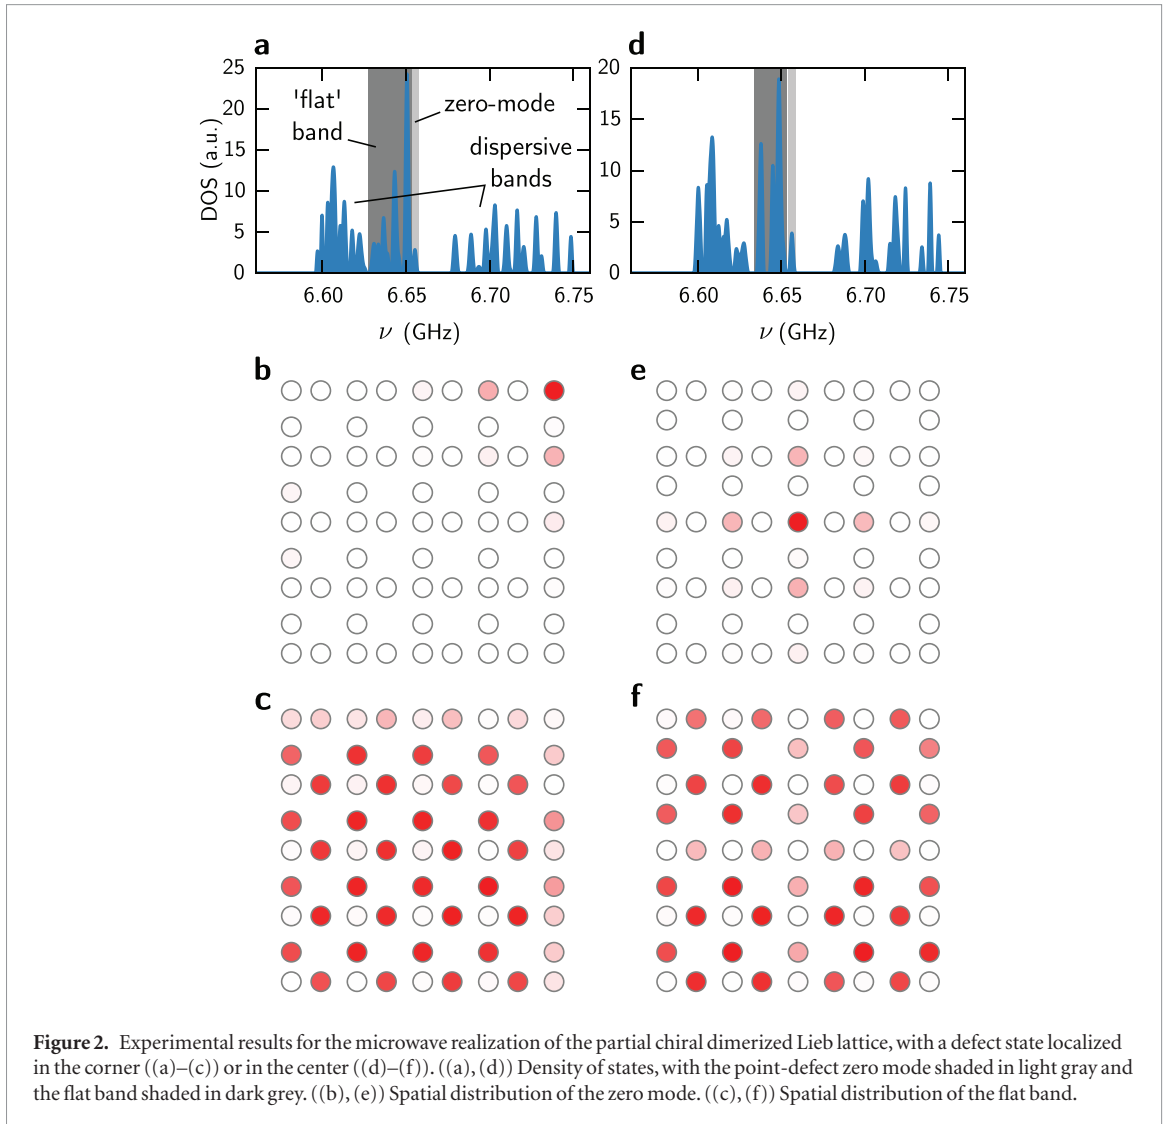 a
d
25
20
15
10
5
0
DOS (a.u.)
'flat'
band
zero-mode
dispersive
bands
6.60
6.65
6.70
6.75
ν (GHz)
20
15
10
5
0
6.60
6.65
6.70
6.75
ν (GHz)
b
e
c
f
Figure 2. Experimental results for the microwave realization of the partial chiral dimerized Lieb lattice, with a defect state localized
in the corner ((a)–(c)) or in the center ((d)–(f)). ((a), (d)) Density of states, with the point-defect zero mode shaded in light gray and
the flat band shaded in dark grey. ((b), (e)) Spatial distribution of the zero mode. ((c), (f)) Spatial distribution of the flat band.